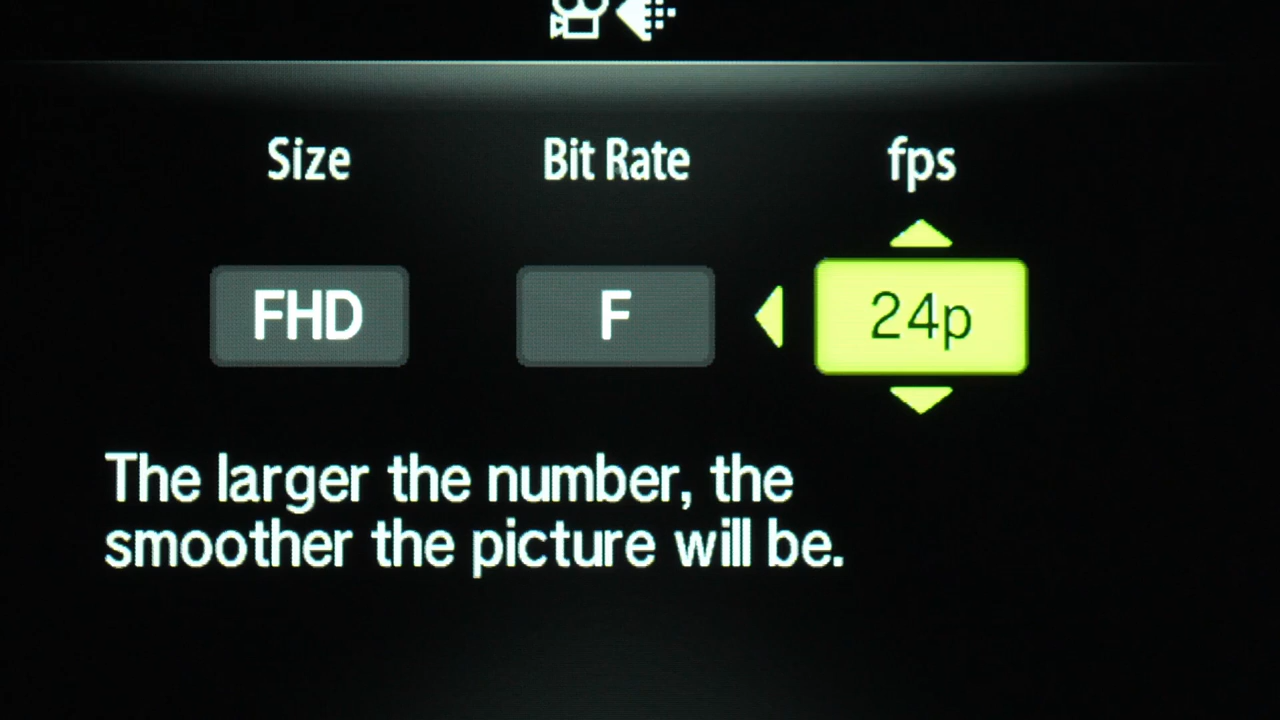 Size Bit Rate fps
FHD F 24p
The larger the number, the
smoother the picture will be.